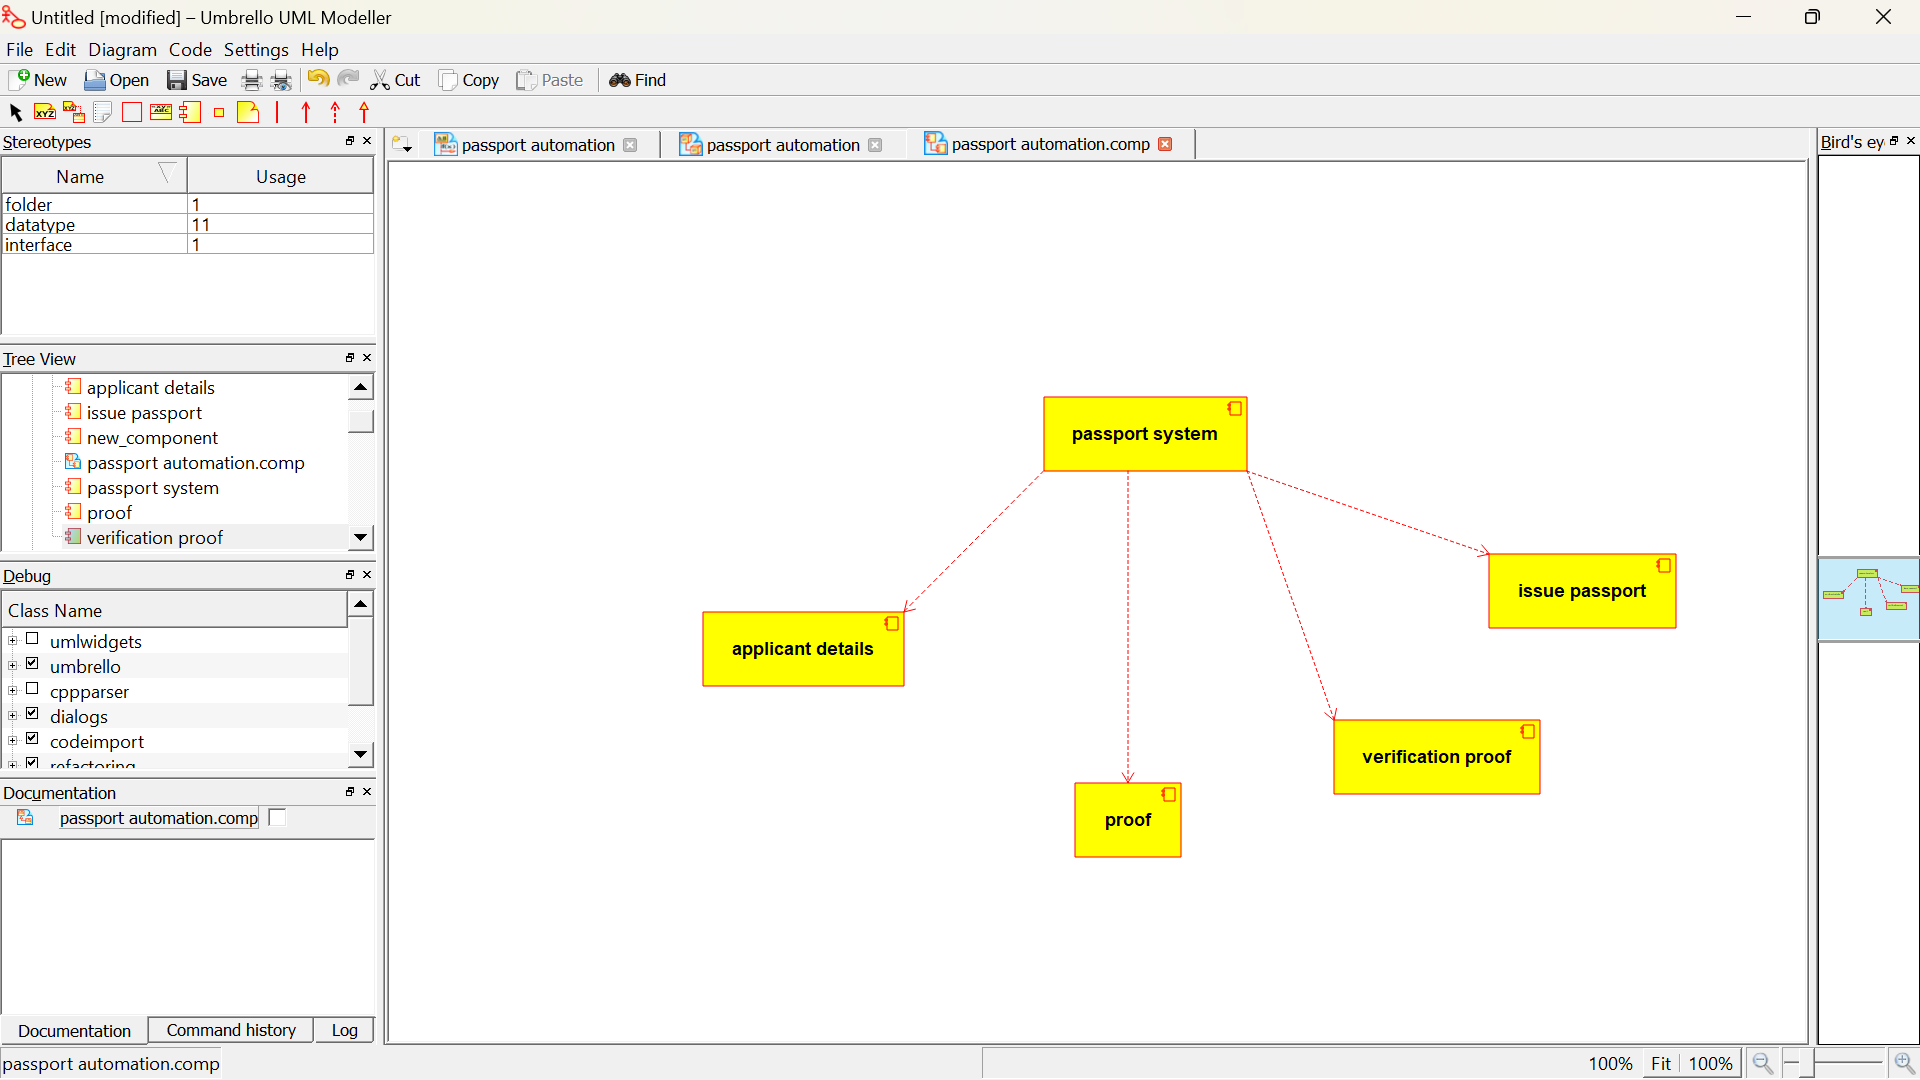 Untitled [modified] – Umbrello UML Modeller
File Edit Diagram Code Settings Help
New Open Save Cut Copy Paste Find
Stereotypes
Name Usage
folder 1
datatype 11
interface 1
Tree View
applicant details
issue passport
new_component
passport automation.comp
passport system
proof
verification proof
Debug
Class Name
umlwidgets
umbrello
cppparser
dialogs
codeimport
refactoring
Documentation
passport automation.comp
Documentation Command history Log
passport automation.comp
passport automation passport automation passport automation.comp
passport system
issue passport
applicant details
verification proof
proof
Bird's ey
100% Fit 100%